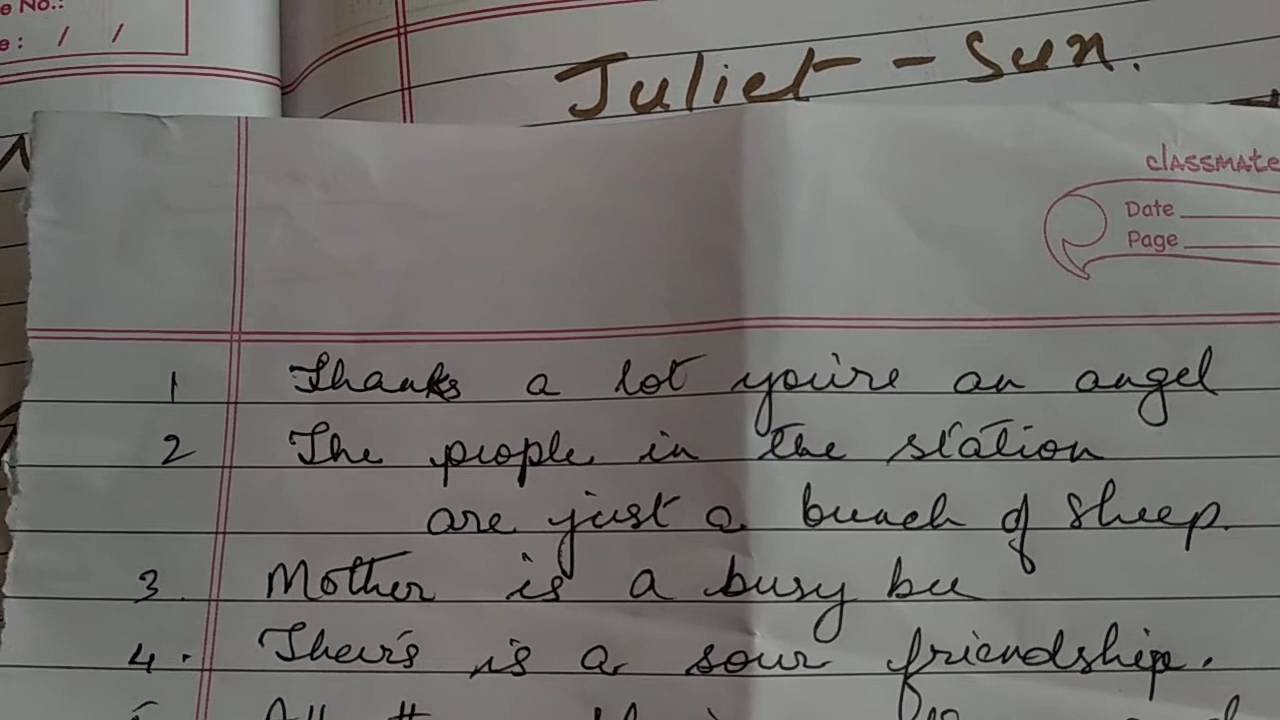 e No.:
e : / /
Juliet - Sun.
classmate
Date
Page
1 Thanks a lot you're an angel
2 The people in the station
are just a bunch of sheep.
3. Mother is a busy bee
4. Their's is a sour friendship.